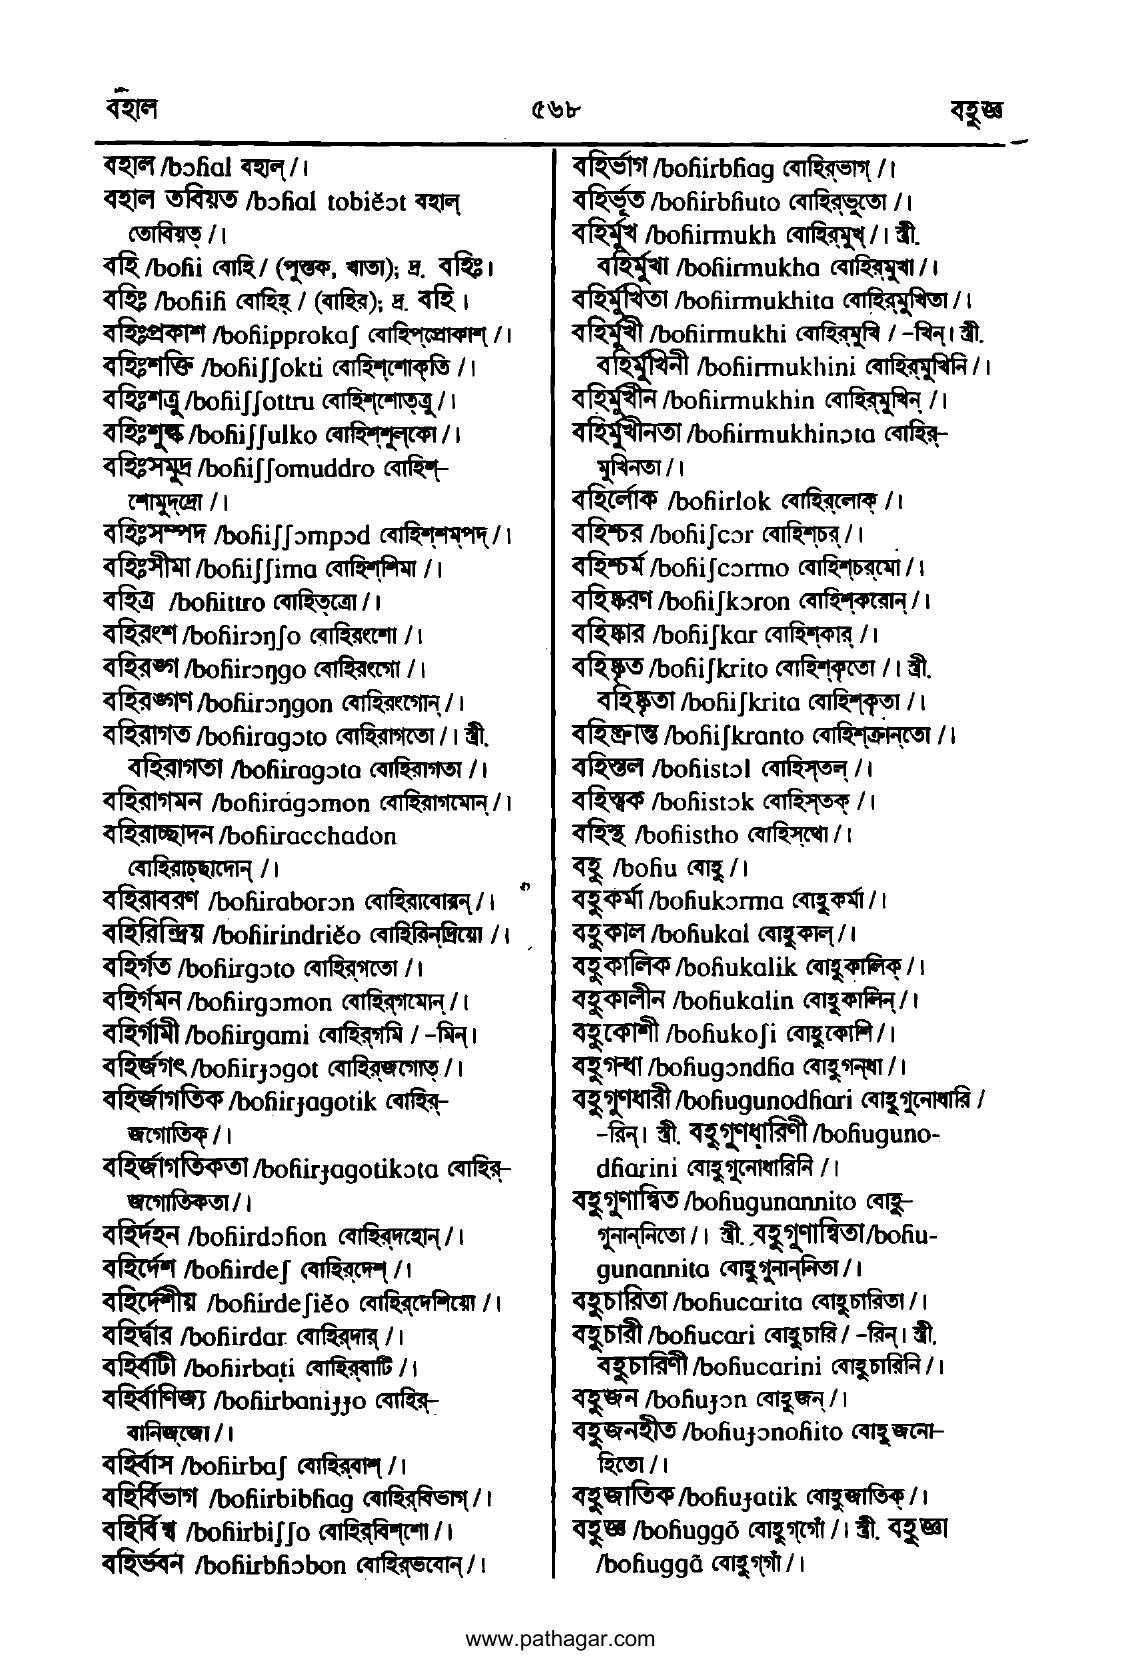 বহাল
৫৬৮
বহুজ্ঞ
বহাল /bɔɦal বহাল্ /।
বহাল তবিয়ত /bɔɦal tobiĕɔt বহাল্
তোবিয়ত্ /।
বহি /boɦi বোহি / (পুস্তক, খাতা); দ্র. বহিঃ।
বহিঃ /boɦiɦ বোহিহ্ / (বাহির); দ্র. বহি ।
বহিঃপ্রকাশ /boɦipprokaʃ বোহিপ্প্রোকাশ্ /।
বহিঃশক্তি /boɦiʃʃokti বোহিশ্শোক্তি /।
বহিঃশত্রু /boɦiʃʃottru বোহিশ্শোত্ত্রু /।
বহিঃশুল্ক /boɦiʃʃulko বোহিশ্শুল্কো /।
বহিঃসমুদ্র /boɦiʃʃomuddro বোহিশ্–
শোমুদ্দ্রো /।
বহিঃসম্পদ /boɦiʃʃɔmpɔd বোহিশ্শম্পদ্ /।
বহিঃসীমা /boɦiʃʃima বোহিশ্শিমা /।
বহিত্র /boɦittro বোহিত্ত্রো /।
বহিরংশ /boɦirɔŋʃo বোহিরংশো /।
বহিরঙ্গ /boɦirɔŋgo বোহিরংগো /।
বহিরঙ্গণ /boɦirɔŋgon বোহিরংগোন্ /।
বহিরাগত /boɦiragɔto বোহিরাগতো /। স্ত্রী.
বহিরাগতা /boɦiragɔta বোহিরাগতা /।
বহিরাগমন /boɦiragɔmon বোহিরাগমোন্ /।
বহিরাচ্ছাদন /boɦiracchadon
বোহিরাচ্ছাদোন্ /।
বহিরাবরণ /boɦiraborɔn বোহিরাবোরন্ /।
বহিরিন্দ্রিয় /boɦirindriĕo বোহিরিন্দ্রিয়ো /।
বহির্গত /boɦirgɔto বোহির্গতো /।
বহির্গমন /boɦirgɔmon বোহির্গমোন্ /।
বহির্গামী /boɦirgami বোহির্গামি / –মিন্।
বহির্জগৎ /boɦirɟɔgot বোহির্জগোত্ /।
বহির্জাগতিক /boɦirɟagotik বোহির্–
জাগোতিক্ /।
বহির্জাগতিকতা /boɦirɟagotikɔta বোহির্–
জাগোতিকতা /।
বহির্দহন /boɦirdɔɦon বোহির্দহোন্ /।
বহির্দেশ /boɦirdeʃ বোহির্দেশ্ /।
বহির্দেশীয় /boɦirdeʃiĕo বোহির্দেশিয়ো /।
বহির্দ্বার /boɦirdar বোহির্দার্ /।
বহির্বাটী /boɦirbaṭi বোহির্বাটি /।
বহির্বাণিজ্য /boɦirbaniɟɟo বোহির্–
বানিজ্জো /।
বহির্বাস /boɦirbaʃ বোহির্বাশ্ /।
বহির্বিভাগ /boɦirbibɦag বোহির্বিভাগ্ /।
বহির্বিশ্ব /boɦirbiʃʃo বোহির্বিশ্শো /।
বহির্ভবন /boɦirbɦɔbon বোহির্ভবোন্ /।
বহির্ভাগ /boɦirbɦag বোহির্ভাগ্ /।
বহির্ভূত /boɦirbɦuto বোহির্ভুতো /।
বহির্মুখ /boɦirmukh বোহির্মুখ্ /। স্ত্রী.
বহির্মুখা /boɦirmukha বোহির্মুখা /।
বহির্মুখিতা /boɦirmukhita বোহির্মুখিতা /।
বহির্মুখী /boɦirmukhi বোহির্মুখি / –খিন্। স্ত্রী.
বহির্মুখিনী /boɦirmukhini বোহির্মুখিনি /।
বহির্মুখীন /boɦirmukhin বোহির্মুখিন্ /।
বহির্মুখীনতা /boɦirmukhinɔta বোহির্–
মুখিনতা /।
বহির্লোক /boɦirlok বোহির্লোক্ /।
বহিশ্চর /boɦiʃcɔr বোহিশ্চর্ /।
বহিশ্চর্ম /boɦiʃcɔrmo বোহিশ্চর্মো /।
বহিষ্করণ /boɦiʃkɔron বোহিশ্করোন্ /।
বহিষ্কার /boɦiʃkar বোহিশ্কার্ /।
বহিষ্কৃত /boɦiʃkrito বোহিশ্কৃতো /। স্ত্রী.
বহিষ্কৃতা /boɦiʃkrita বোহিশ্কৃতা /।
বহিষ্ক্রান্ত /boɦiʃkranto বোহিশ্ক্রান্তো /।
বহিস্তল /boɦistɔl বোহিস্তল্ /।
বহিস্ত্বক /boɦistɔk বোহিস্তক্ /।
বহিস্থ /boɦistho বোহিস্থো /।
বহু /boɦu বোহু /।
বহুকর্মা /boɦukɔrma বোহুকর্মা /।
বহুকাল /boɦukal বোহুকাল্ /।
বহুকালিক /boɦukalik বোহুকালিক্ /।
বহুকালীন /boɦukalin বোহুকালিন্ /।
বহুকোশী /boɦukoʃi বোহুকোশি /।
বহুগন্ধা /boɦugɔndɦa বোহুগন্ধা /।
বহুগুণধারী /boɦugunodɦari বোহুগুনোধারি /
–রিন্। স্ত্রী. বহুগুণধারিণী /boɦuguno-
dɦarini বোহুগুনোধারিনি /।
বহুগুণান্বিত /boɦugunannito বোহু–
গুনান্নিতো /। স্ত্রী. বহুগুণান্বিতা /boɦu-
gunannita বোহুগুনান্নিতা /।
বহুচারিতা /boɦucarita বোহুচারিতা /।
বহুচারী /boɦucari বোহুচারি / –রিন্। স্ত্রী.
বহুচারিণী /boɦucarini বোহুচারিনি /।
বহুজন /boɦuɟɔn বোহুজন্ /।
বহুজনহীত /boɦuɟɔnoɦito বোহুজনো–
হিতো /।
বহুজাতিক /boɦuɟatik বোহুজাতিক্ /।
বহুজ্ঞ /boɦuggõ বোহুগ্গোঁ /। স্ত্রী. বহুজ্ঞা
/boɦuggã বোহুগ্গাঁ /।
www.pathagar.com